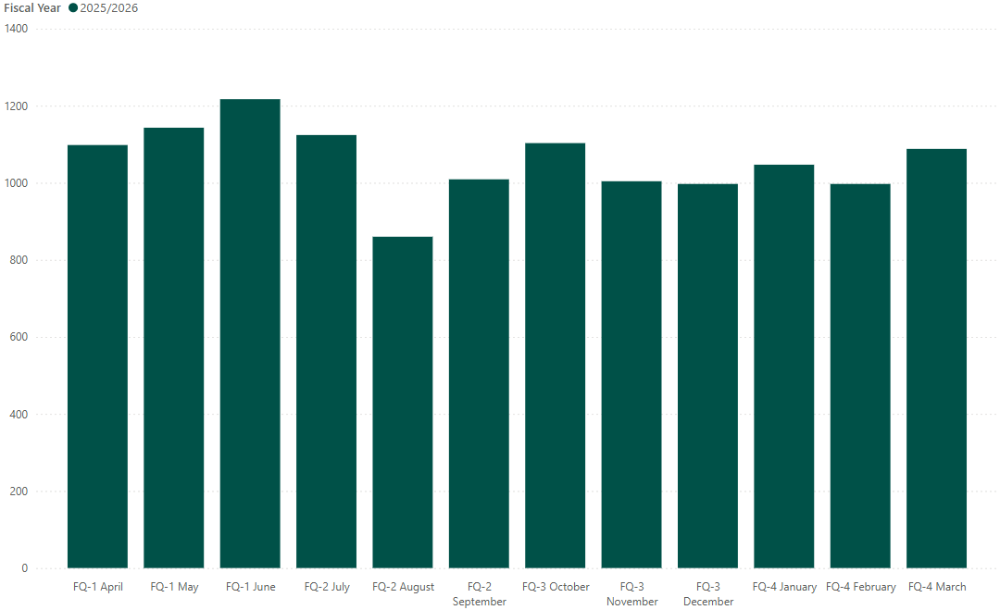 Fiscal Year 2025/2026
1400
1200
1000
800
600
400
200
0
FQ-1 April
FQ-1 May
FQ-1 June
FQ-2 July
FQ-2 August
FQ-2
September
FQ-3 October
FQ-3
November
FQ-3
December
FQ-4 January
FQ-4 February
FQ-4 March